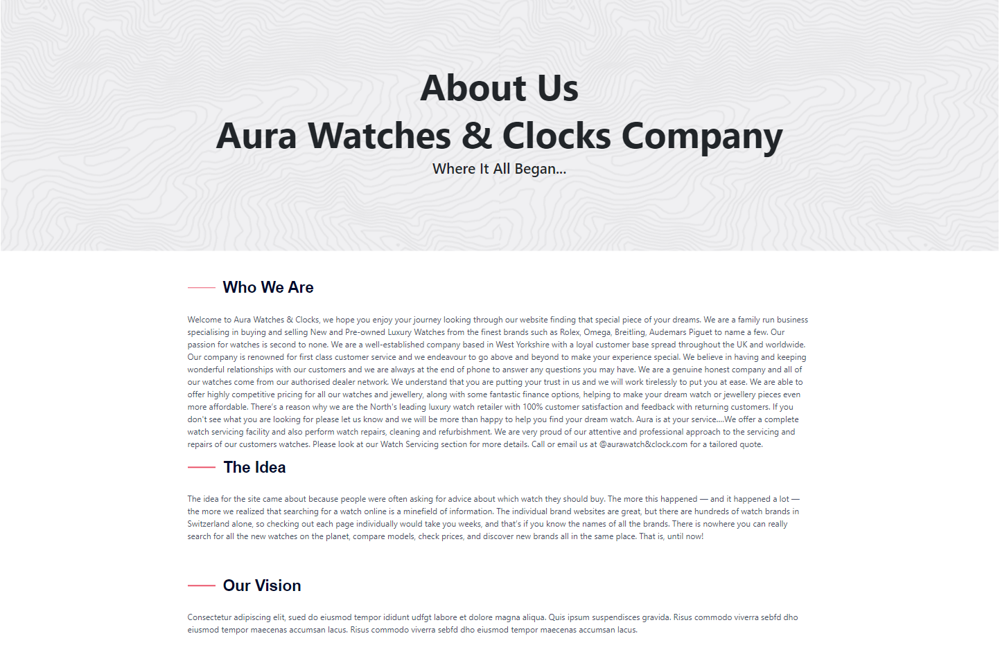 About Us
Aura Watches & Clocks Company
Where It All Began...
Who We Are
Welcome to Aura Watches & Clocks, we hope you enjoy your journey looking through our website finding that special piece of your dreams. We are a family run business
specialising in buying and selling New and Pre-owned Luxury Watches from the finest brands such as Rolex, Omega, Breitling, Audemars Piguet to name a few. Our
passion for watches is second to none. We are a well-established company based in West Yorkshire with a loyal customer base spread throughout the UK and worldwide.
Our company is renowned for first class customer service and we endeavour to go above and beyond to make your experience special. We believe in having and keeping
wonderful relationships with our customers and we are always at the end of phone to answer any questions you may have. We are a genuine honest company and all of
our watches come from our authorised dealer network. We understand that you are putting your trust in us and we will work tirelessly to put you at ease. We are able to
offer highly competitive pricing for all our watches and jewellery, along with some fantastic finance options, helping to make your dream watch or jewellery pieces even
more affordable. There's a reason why we are the North's leading luxury watch retailer with 100% customer satisfaction and feedback with returning customers. If you
don't see what you are looking for please let us know and we will be more than happy to help you find your dream watch. Aura is at your service....We offer a complete
watch servicing facility and also perform watch repairs, cleaning and refurbishment. We are very proud of our attentive and professional approach to the servicing and
repairs of our customers watches. Please look at our Watch Servicing section for more details. Call or email us at @aurawatch&clock.com for a tailored quote.
The Idea
The idea for the site came about because people were often asking for advice about which watch they should buy. The more this happened — and it happened a lot —
the more we realized that searching for a watch online is a minefield of information. The individual brand websites are great, but there are hundreds of watch brands in
Switzerland alone, so checking out each page individually would take you weeks, and that's if you know the names of all the brands. There is nowhere you can really
search for all the new watches on the planet, compare models, check prices, and discover new brands all in the same place. That is, until now!
Our Vision
Consectetur adipiscing elit, sued do eiusmod tempor ididunt udfgt labore et dolore magna aliqua. Quis ipsum suspendisces gravida. Risus commodo viverra sebfd dho
eiusmod tempor maecenas accumsan lacus. Risus commodo viverra sebfd dho eiusmod tempor maecenas accumsan lacus.